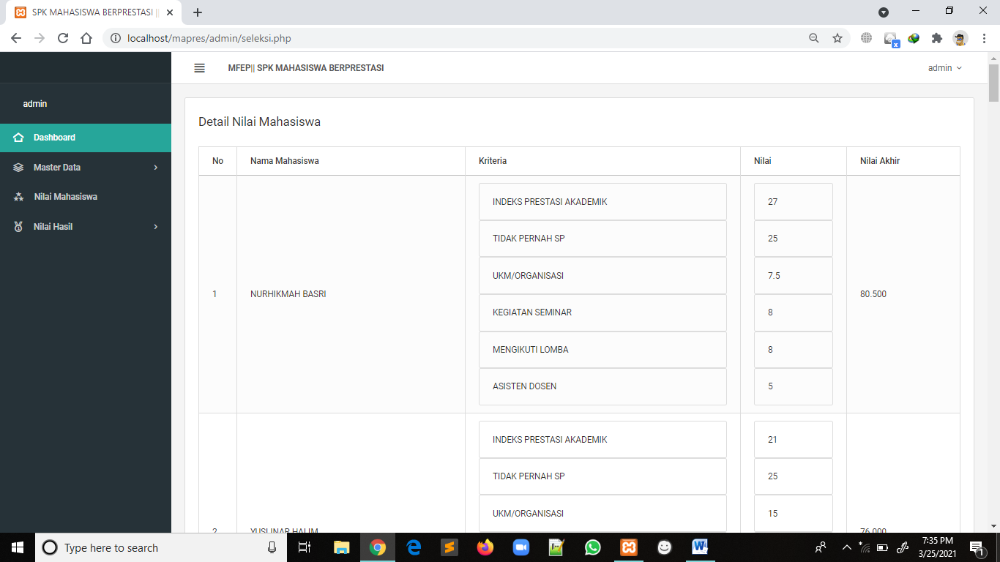 SPK MAHASISWA BERPRESTASI ||
localhost/mapres/admin/seleksi.php
MFEP|| SPK MAHASISWA BERPRESTASI
admin
admin
Dashboard
Master Data
Nilai Mahasiswa
Nilai Hasil
Detail Nilai Mahasiswa
No Nama Mahasiswa Kriteria Nilai Nilai Akhir
INDEKS PRESTASI AKADEMIK 27
TIDAK PERNAH SP 25
UKM/ORGANISASI 7.5
1 NURHIKMAH BASRI 80.500
KEGIATAN SEMINAR 8
MENGIKUTI LOMBA 8
ASISTEN DOSEN 5
INDEKS PRESTASI AKADEMIK 21
TIDAK PERNAH SP 25
UKM/ORGANISASI 15
2 YUSLINAR HALIM 76.000
Type here to search
7:35 PM
3/25/2021
1